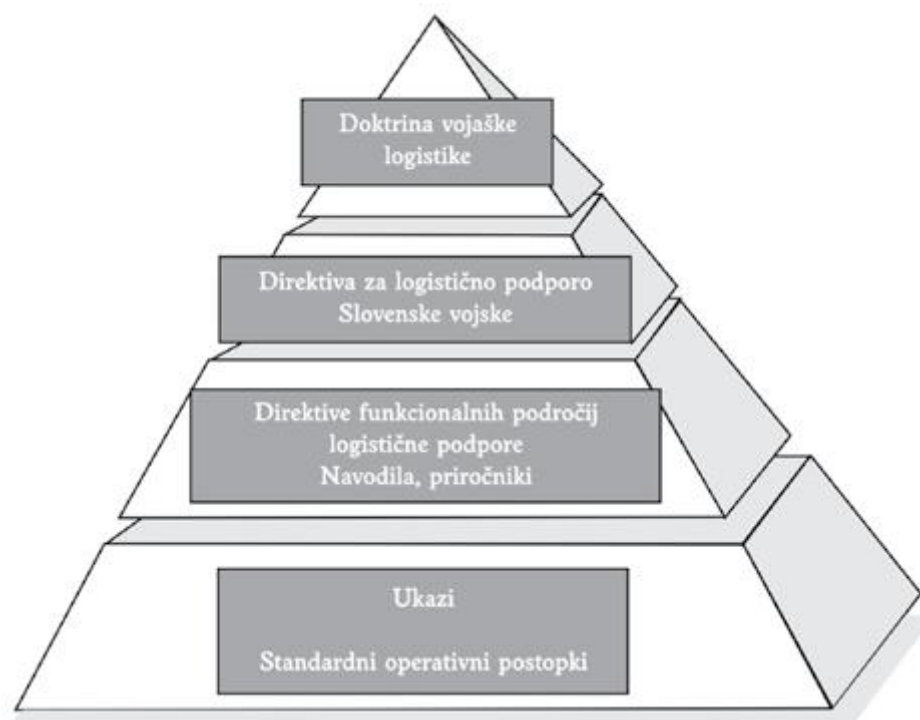 Doktrina vojaške
logistike
Direktiva za logistično podporo
Slovenske vojske
Direktive funkcionalnih področij
logistične podpore
Navodila, priročniki
Ukazi
Standardni operativni postopki